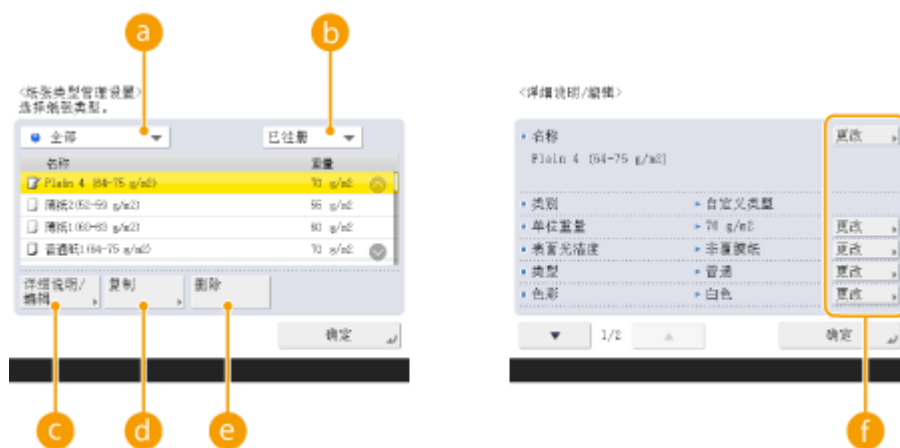 a
b
<纸张类型管理设置>
选择纸张类型。
全部
已注册
名称
重量
Plain 4 (64-75 g/m2)
70 g/m2
薄纸2(52-59 g/m2)
55 g/m2
薄纸1(60-63 g/m2)
60 g/m2
普通纸1(64-75 g/m2)
70 g/m2
详细说明/
编辑
复制
删除
确定
c
d
e
<详细说明/编辑>
名称
更改
Plain 4 (64-75 g/m2)
类别
自定义类型
单位重量
70 g/m2
更改
表面光洁度
非覆膜纸
更改
类型
普通
更改
色彩
白色
更改
1/2
确定
f